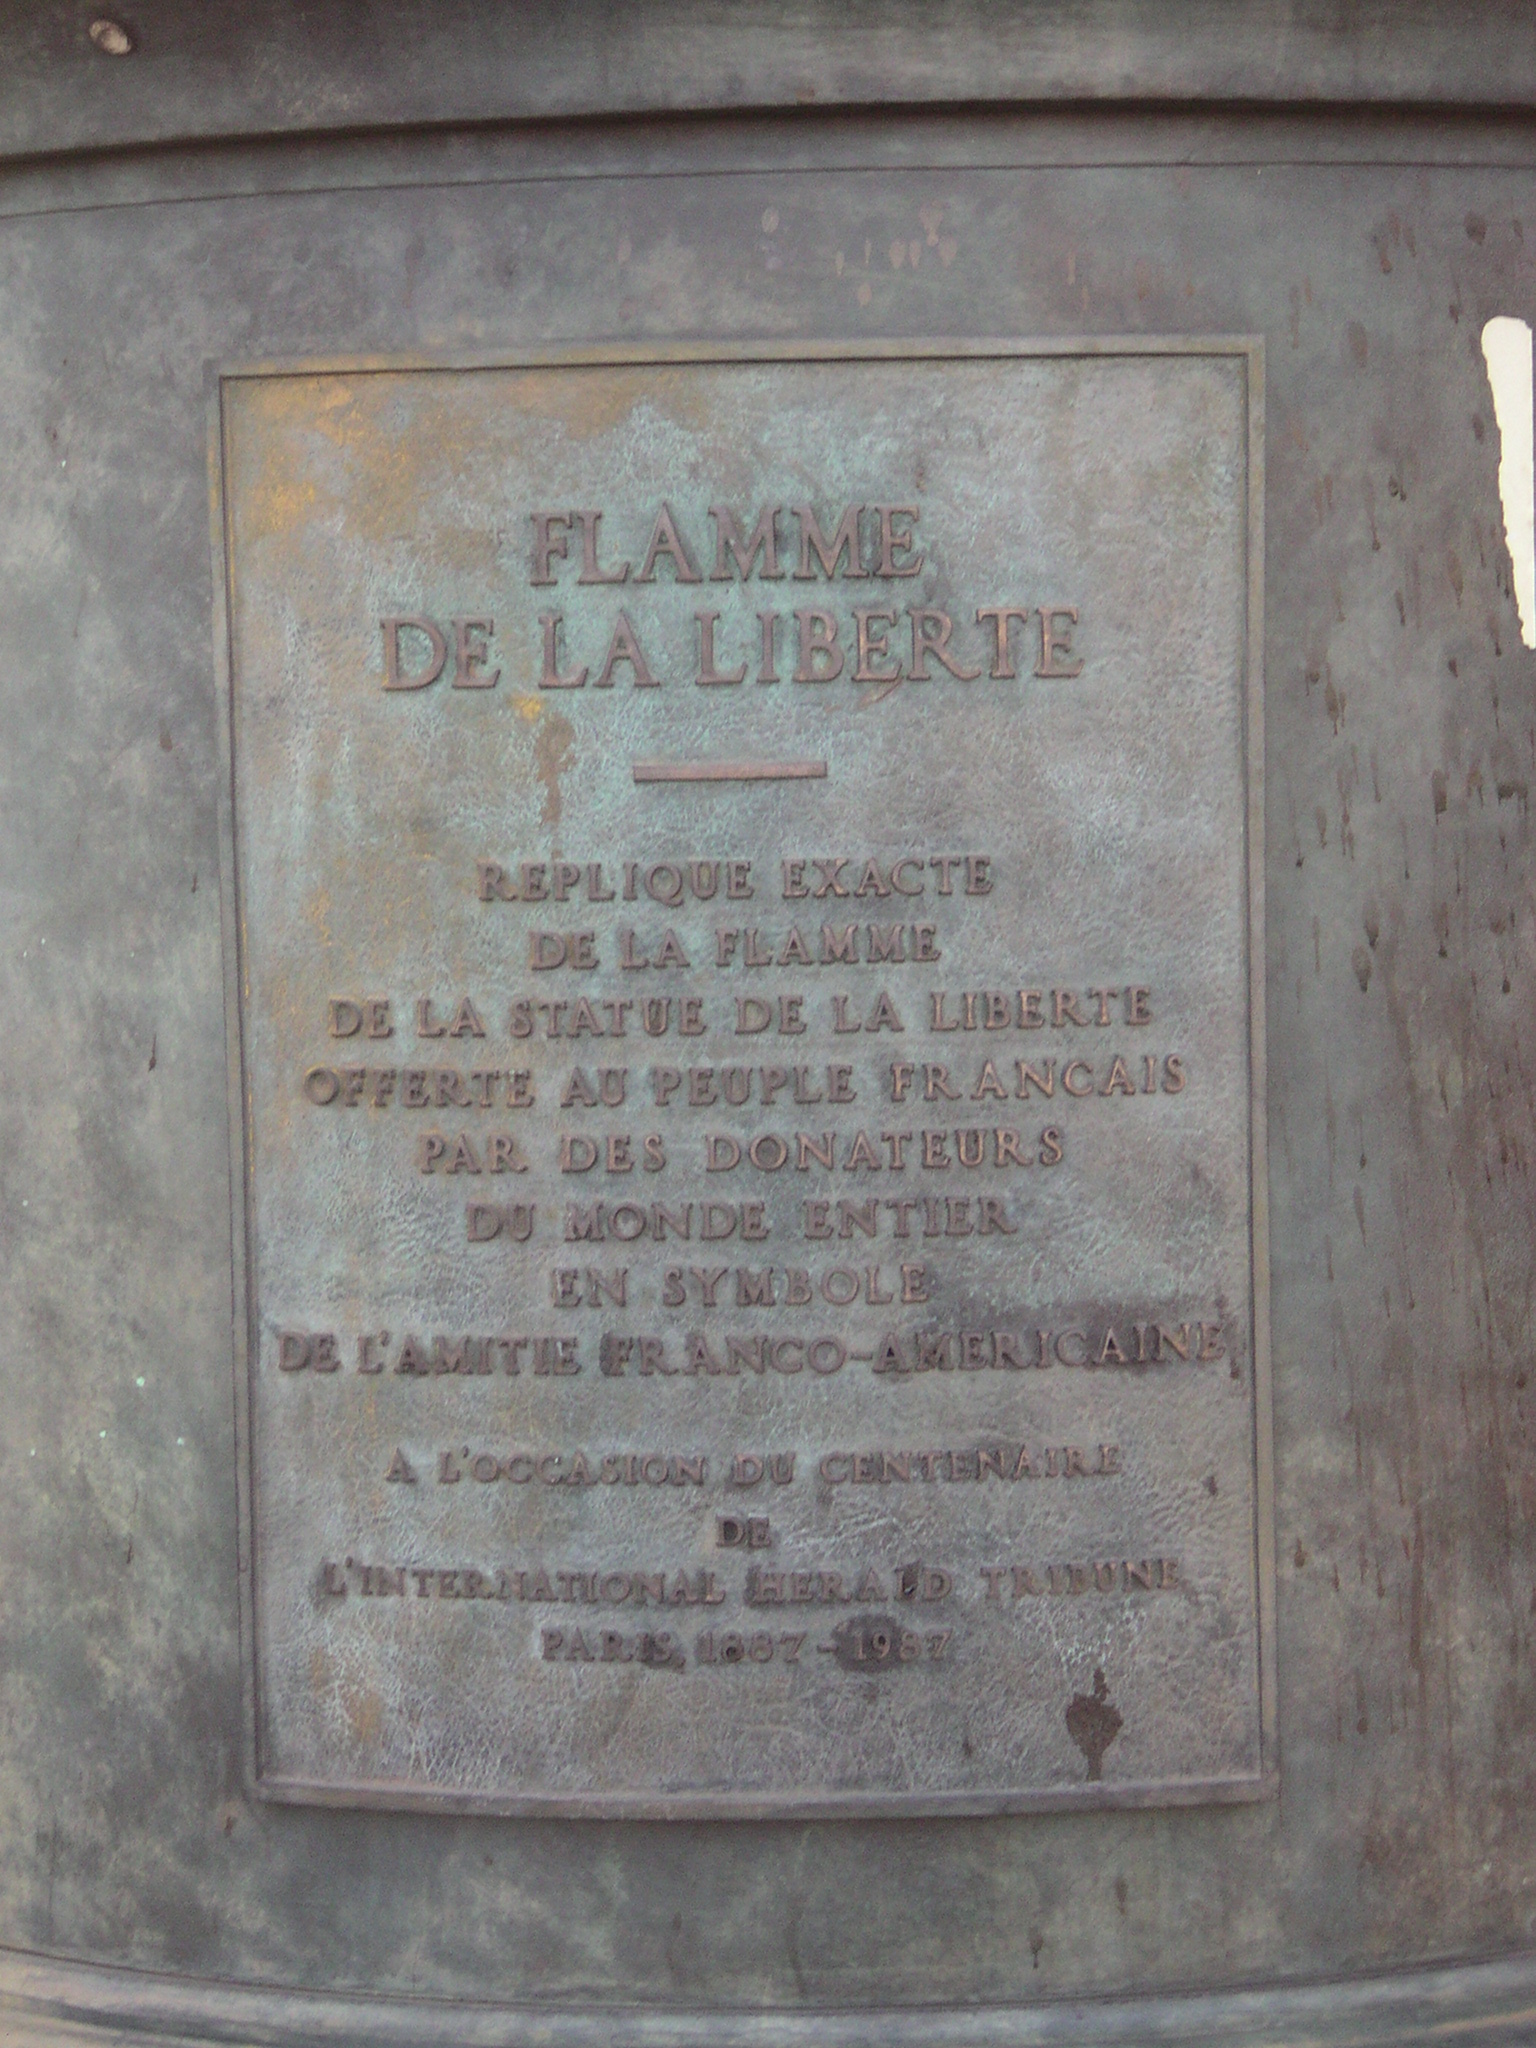 FLAMME
DE LA LIBERTE
REPLIQUE EXACTE
DE LA FLAMME
DE LA STATUE DE LA LIBERTE
OFFERTE AU PEUPLE FRANCAIS
PAR DES DONATEURS
DU MONDE ENTIER
EN SYMBOLE
DE L'AMITIE FRANCO-AMERICAINE
A L'OCCASION DU CENTENAIRE
DE
L'INTERNATIONAL HERALD TRIBUNE
PARIS, 1887-1987